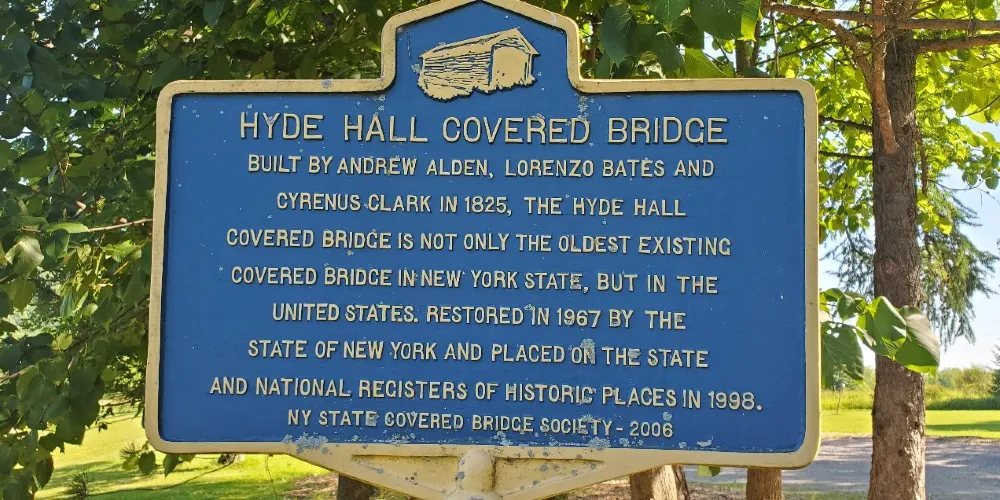 HYDE HALL COVERED BRIDGE
BUILT BY ANDREW ALDEN, LORENZO BATES AND
CYRENUS CLARK IN 1825, THE HYDE HALL
COVERED BRIDGE IS NOT ONLY THE OLDEST EXISTING
COVERED BRIDGE IN NEW YORK STATE, BUT IN THE
UNITED STATES. RESTORED IN 1967 BY THE
STATE OF NEW YORK AND PLACED ON THE STATE
AND NATIONAL REGISTERS OF HISTORIC PLACES IN 1998.
NY STATE COVERED BRIDGE SOCIETY - 2006